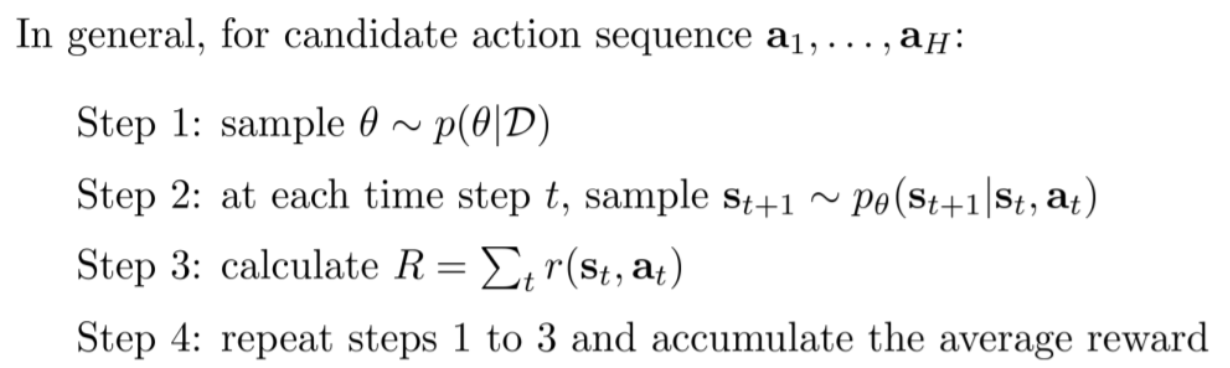 In general, for candidate action sequence a₁, . . . , a_H:
Step 1: sample θ ∼ p(θ|𝒟)
Step 2: at each time step t, sample s_{t+1} ∼ p_θ(s_{t+1}|s_t, a_t)
Step 3: calculate R = ∑_t r(s_t, a_t)
Step 4: repeat steps 1 to 3 and accumulate the average reward